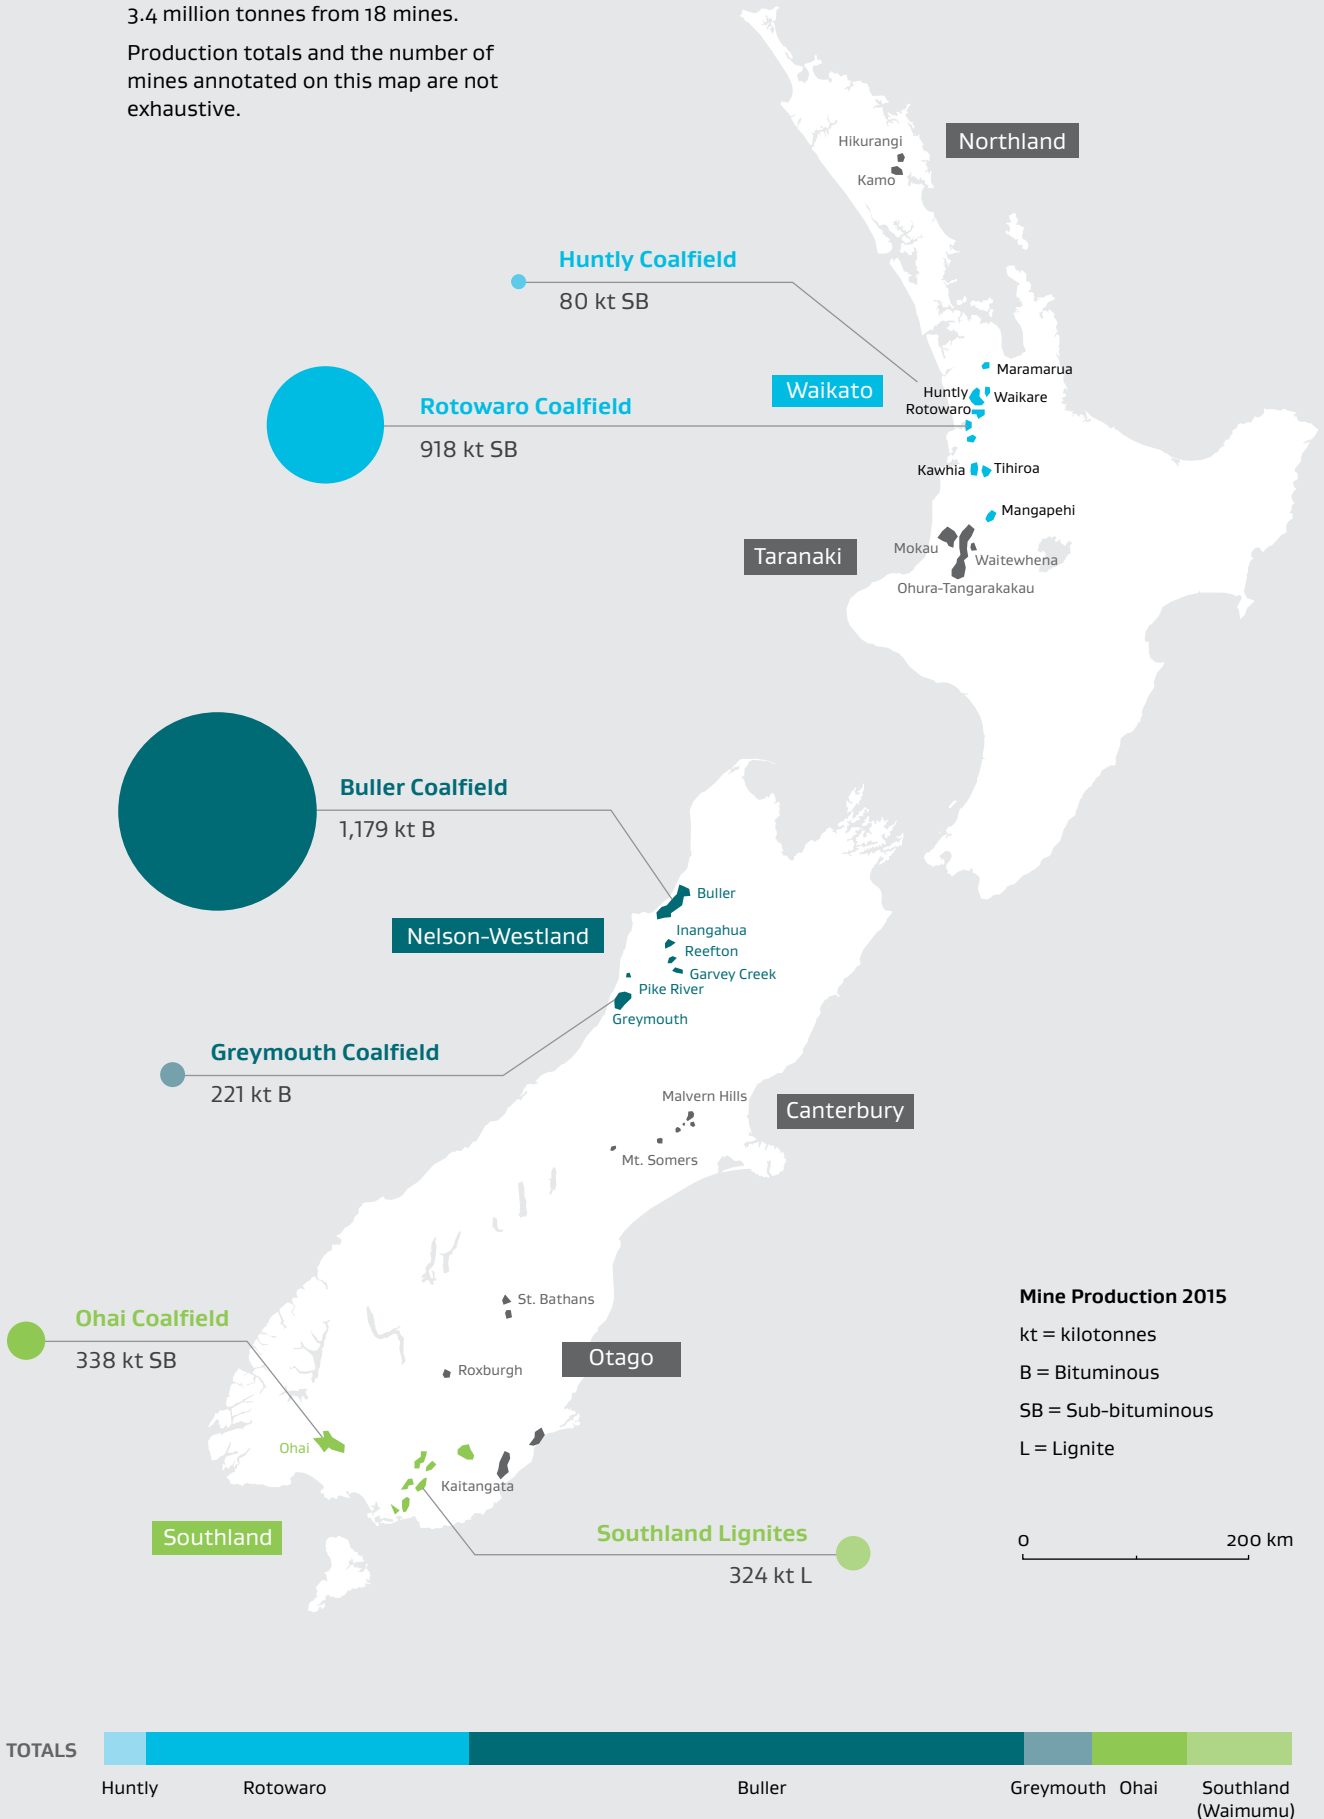 3.4 million tonnes from 18 mines.
Production totals and the number of
mines annotated on this map are not
exhaustive.
Hikurangi
Kamo
Northland
Huntly Coalfield
80 kt SB
Waikato
Maramarua
Huntly
Waikare
Rotowaro
Rotowaro Coalfield
918 kt SB
Kawhia
Tihiroa
Mangapehi
Taranaki
Mokau
Waitewhena
Ohura-Tangarakakau
Buller Coalfield
1,179 kt B
Buller
Nelson-Westland
Inangahua
Reefton
Garvey Creek
Pike River
Greymouth
Greymouth Coalfield
221 kt B
Malvern Hills
Canterbury
Mt. Somers
St. Bathans
Ohai Coalfield
338 kt SB
Otago
Roxburgh
Ohai
Kaitangata
Southland
Southland Lignites
324 kt L
Mine Production 2015
kt = kilotonnes
B = Bituminous
SB = Sub-bituminous
L = Lignite
0 200 km
TOTALS
Huntly Rotowaro Buller Greymouth Ohai Southland
(Waimumu)